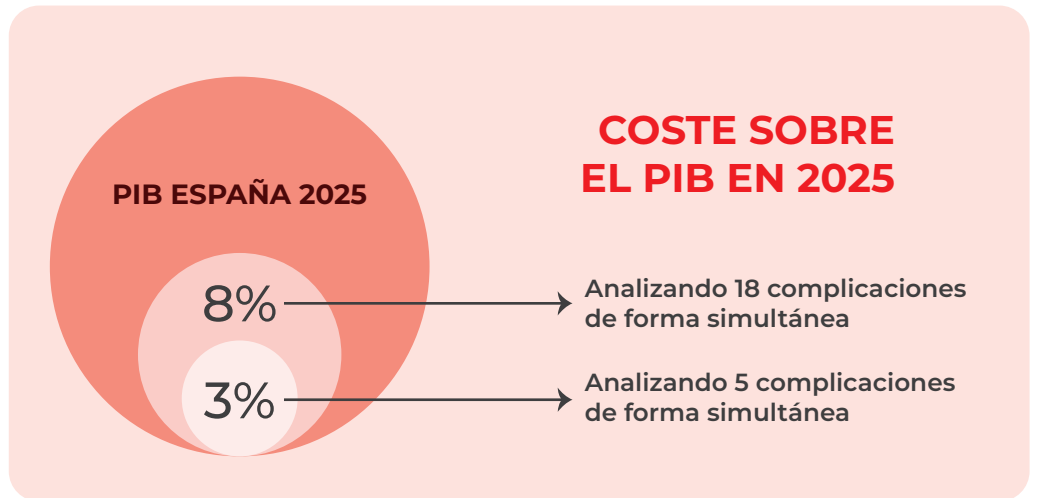 COSTE SOBRE
EL PIB EN 2025
PIB ESPAÑA 2025
8%
Analizando 18 complicaciones
de forma simultánea
3%
Analizando 5 complicaciones
de forma simultánea